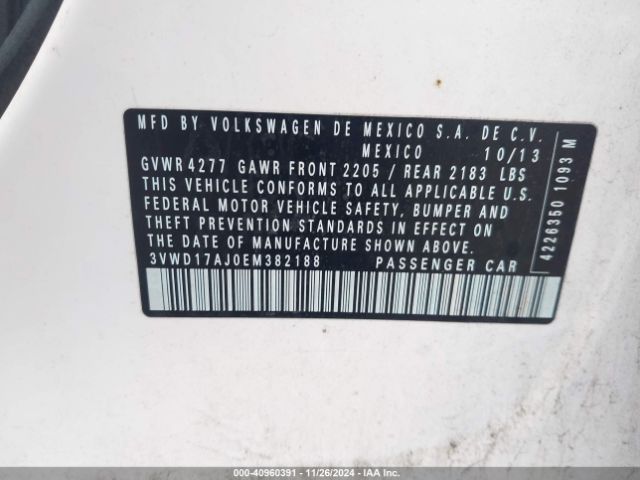 MFD BY VOLKSWAGEN DE MEXICO S.A. DE C.V.
MEXICO 10/13
GVWR 4277 GAWR FRONT 2205 / REAR 2183 LBS
THIS VEHICLE CONFORMS TO ALL APPLICABLE U.S.
FEDERAL MOTOR VEHICLE SAFETY, BUMPER AND
THEFT PREVENTION STANDARDS IN EFFECT ON
THE DATE OF MANUFACTURE SHOWN ABOVE.
3VWD17AJ0EM382188 PASSENGER CAR
4226350 1093 M
000-40960391 - 11/26/2024 - IAAI.COM